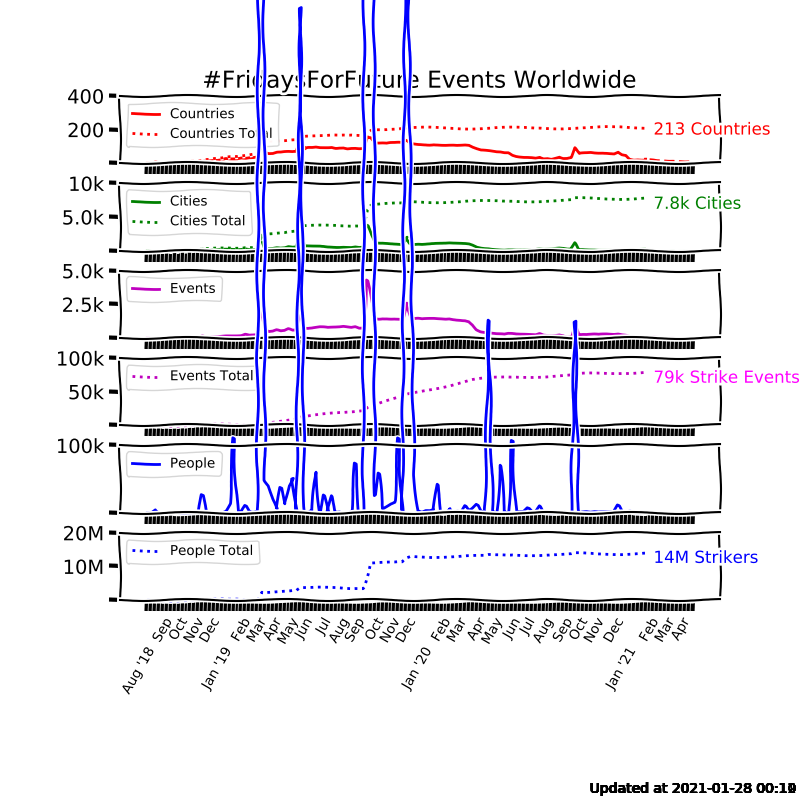 #FridaysForFuture Events Worldwide
400
200
Countries
Countries Total
213 Countries
10k
5.0k
Cities
Cities Total
7.8k Cities
5.0k
2.5k
Events
100k
50k
Events Total
79k Strike Events
100k
People
20M
10M
People Total
14M Strikers
Aug '18 Sep Oct Nov Dec Jan '19 Feb Mar Apr May Jun Jul Aug Sep Oct Nov Dec Jan '20 Feb Mar Apr May Jun Jul Aug Sep Oct Nov Dec Jan '21 Feb Mar Apr
Updated at 2021-01-28